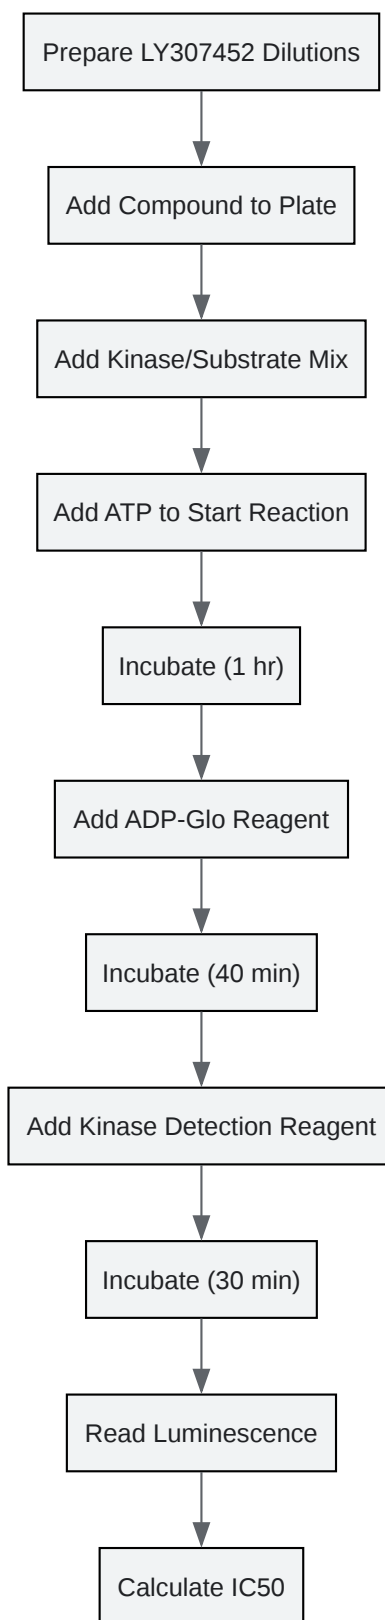 Prepare LY307452 Dilutions
Add Compound to Plate
Add Kinase/Substrate Mix
Add ATP to Start Reaction
Incubate (1 hr)
Add ADP-Glo Reagent
Incubate (40 min)
Add Kinase Detection Reagent
Incubate (30 min)
Read Luminescence
Calculate IC50